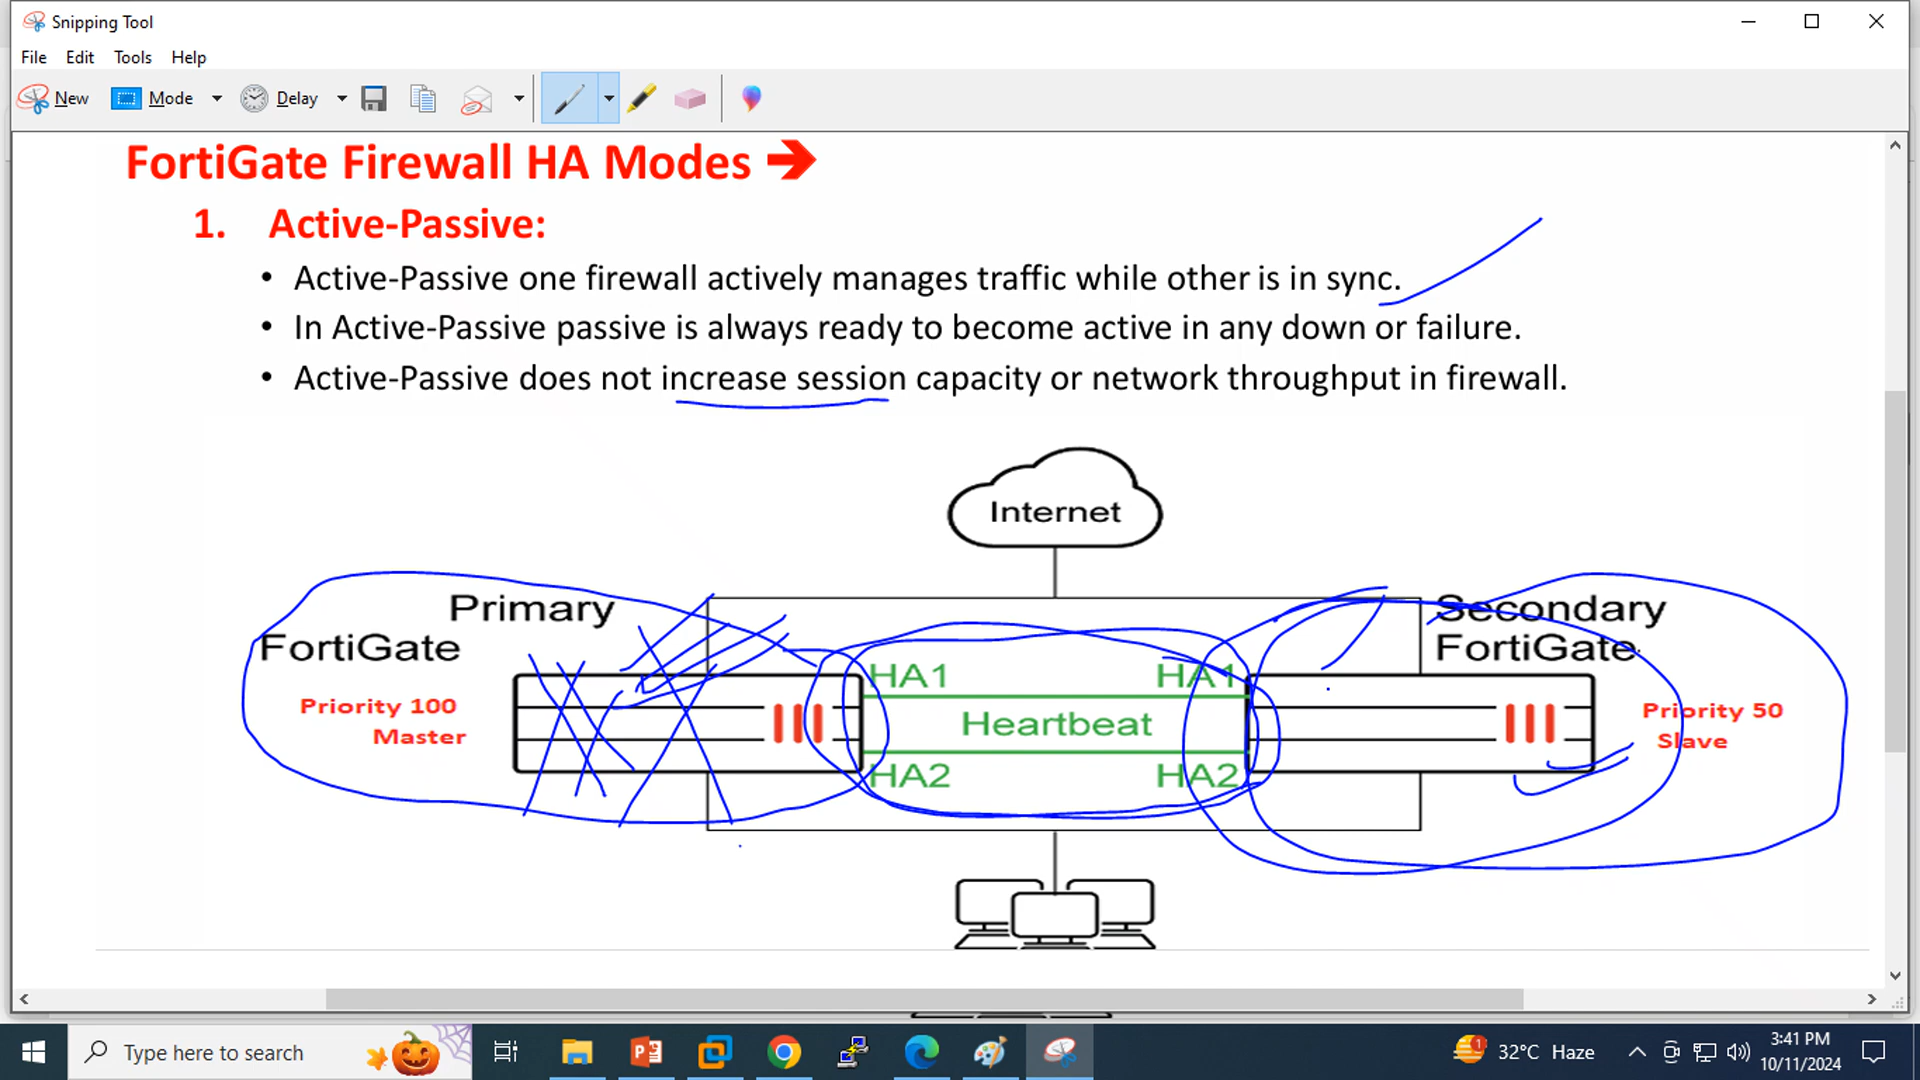 Snipping Tool
File Edit Tools Help
New Mode Delay
FortiGate Firewall HA Modes ➔
1. Active-Passive:
• Active-Passive one firewall actively manages traffic while other is in sync.
• In Active-Passive passive is always ready to become active in any down or failure.
• Active-Passive does not increase session capacity or network throughput in firewall.
Internet
Primary
FortiGate
Priority 100
Master
HA1 HA1
Heartbeat
HA2 HA2
Secondary
FortiGate
Priority 50
Slave
Type here to search
1
32°C Haze
3:41 PM
10/11/2024